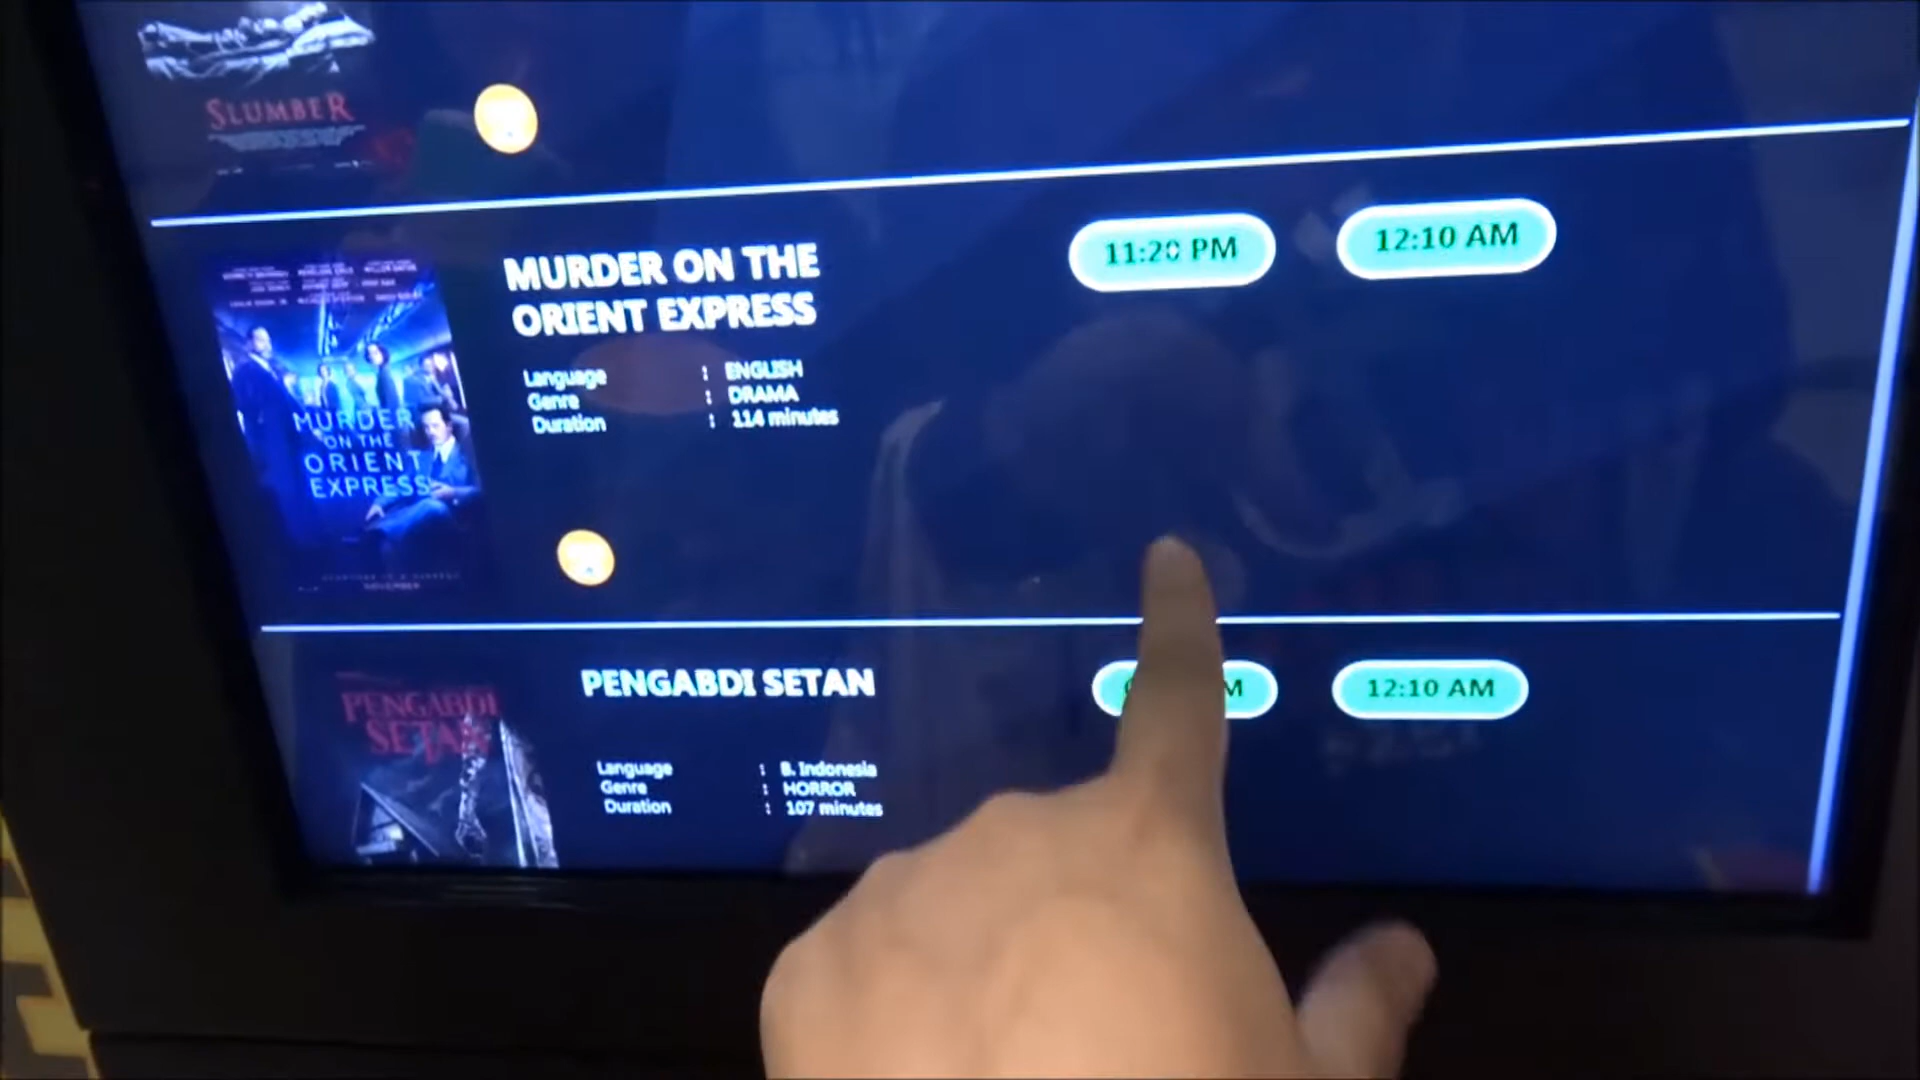 SLUMBER
MURDER ON THE
ORIENT EXPRESS
11:20 PM
12:10 AM
Language : ENGLISH
Genre : DRAMA
Duration : 114 minutes
MURDER
ON THE
ORIENT
EXPRESS
NOVEMBER
PENGABDI SETAN
12:10 AM
Language : B. Indonesia
Genre : HORROR
Duration : 107 minutes
PENGABDI
SETAN